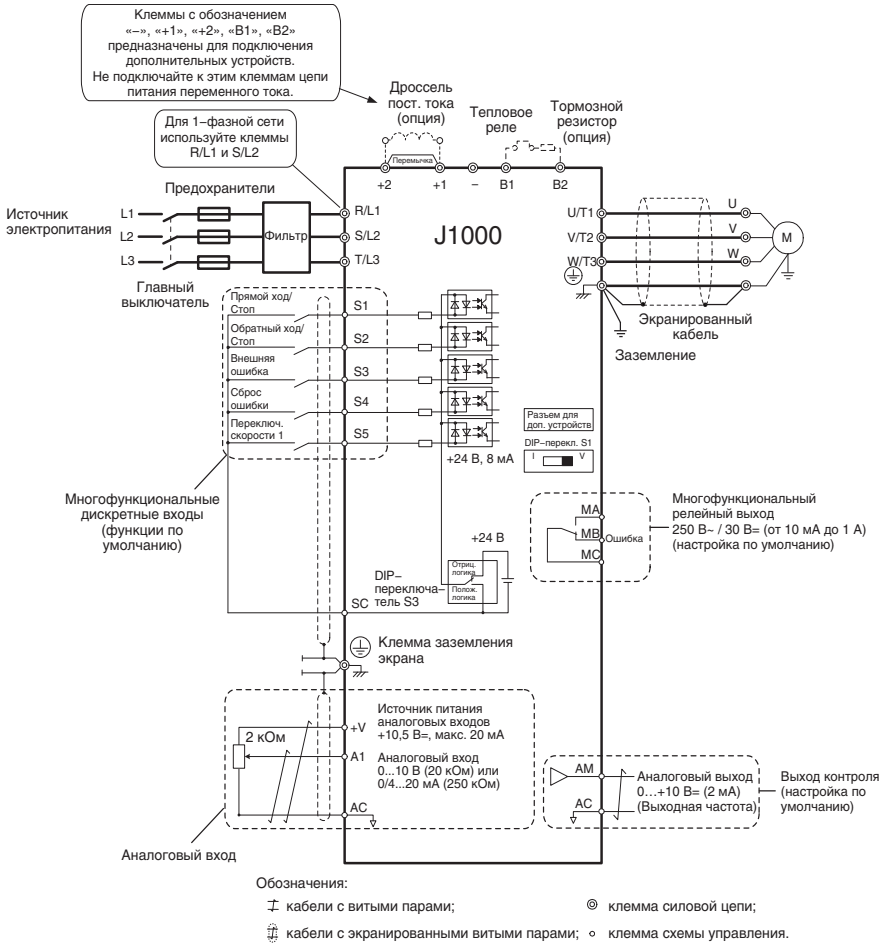 Клеммы с обозначением
«−», «+1», «+2», «B1», «B2»
предназначены для подключения
дополнительных устройств.
Не подключайте к этим клеммам цепи
питания переменного тока.
Дроссель
пост. тока
(опция)
Тепловое
реле
Тормозной
резистор
(опция)
Для 1−фазной сети
используйте клеммы
R/L1 и S/L2
Перемычка
+2
+1
−
B1
B2
Предохранители
Источник
электропитания
L1
L2
L3
Фильтр
R/L1
S/L2
T/L3
Главный
выключатель
J1000
U/T1
V/T2
W/T3
U
V
W
M
Экранированный
кабель
Заземление
Прямой ход/
Стоп
S1
Обратный ход/
Стоп
S2
Внешняя
ошибка
S3
Сброс
ошибки
S4
Переключ.
скорости 1
S5
+24 В, 8 мА
Разъем для
доп. устройств
DIP−перекл. S1
I
V
Многофункциональные
дискретные входы
(функции по
умолчанию)
MA
MB
MC
Ошибка
Многофункциональный
релейный выход
250 В~ / 30 В= (от 10 мА до 1 А)
(настройка по умолчанию)
+24 В
Отриц.
логика
Полож.
логика
DIP−
переключа−
тель S3
SC
Клемма заземления
экрана
2 кОм
+V
Источник питания
аналоговых входов
+10,5 В=, макс. 20 мА
A1
Аналоговый вход
0...10 В (20 кОм) или
0/4...20 мА (250 кОм)
AC
Аналоговый вход
AM
AC
Аналоговый выход
0…+10 В= (2 мА)
(Выходная частота)
Выход контроля
(настройка по
умолчанию)
Обозначения:
кабели с витыми парами;
клемма силовой цепи;
кабели с экранированными витыми парами;
клемма схемы управления.